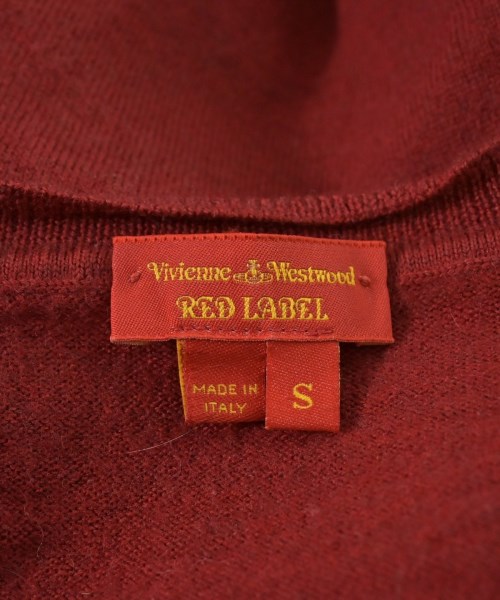 Vivienne Westwood
RED LABEL
MADE IN
ITALY
S